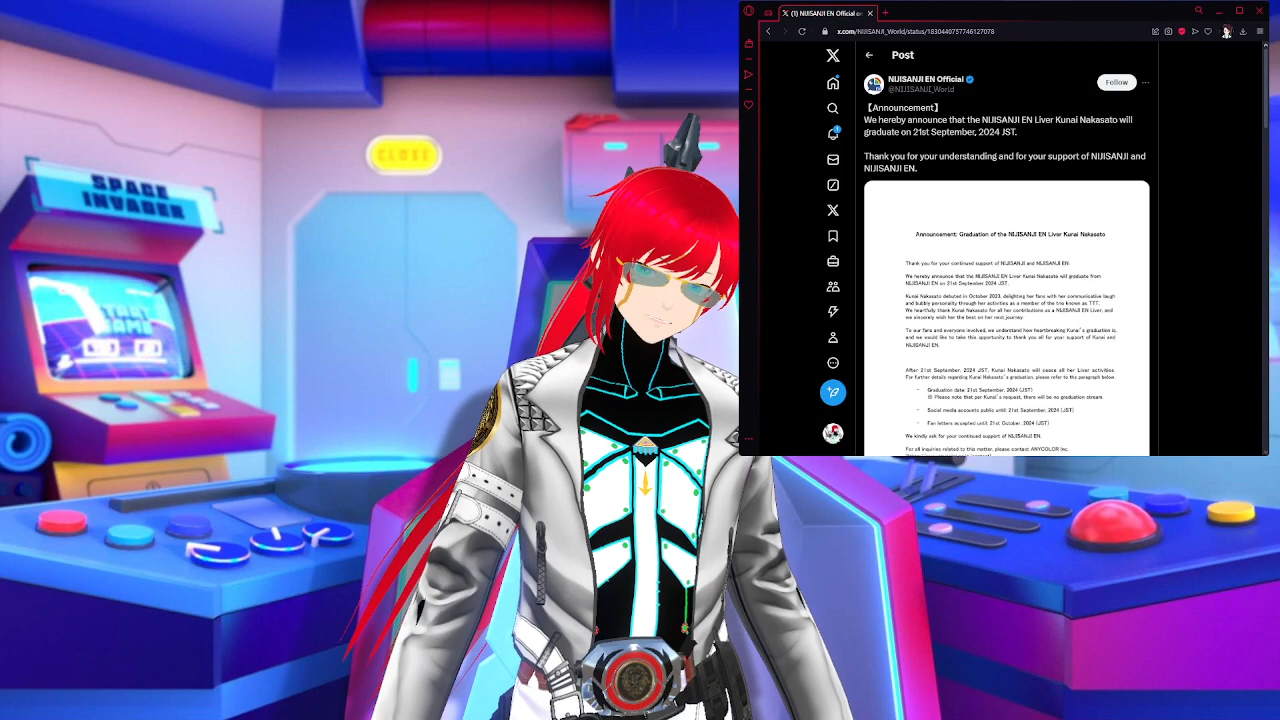 (1) NIJISANJI EN Official on
x.com/NIJISANJI_World/status/1830440757746127078
Post
NIJISANJI EN Official
@NIJISANJI_World
Follow
【Announcement】
We hereby announce that the NIJISANJI EN Liver Kunai Nakasato will
graduate on 21st September, 2024 JST.
Thank you for your understanding and for your support of NIJISANJI and
NIJISANJI EN.
Announcement: Graduation of the NIJISANJI EN Liver Kunai Nakasato
Thank you for your continued support of NIJISANJI and NIJISANJI EN.
We hereby announce that the NIJISANJI EN Liver Kunai Nakasato will graduate from
NIJISANJI EN on 21st September 2024 JST.
Kunai Nakasato debuted in October 2023, delighting her fans with her communicative laugh
and bubbly personality through her activities as a member of the trio known as TTT.
We heartfully thank Kunai Nakasato for all her contributions as a NIJISANJI EN Liver, and
we sincerely wish her the best on her next journey.
To our fans and everyone involved, we understand how heartbreaking Kunai's graduation is,
and we would like to take this opportunity to thank you all for your support of Kunai and
NIJISANJI EN.
After 21st September, 2024 JST, Kunai Nakasato will cease all her Liver activities.
For further details regarding Kunai Nakasato's graduation, please refer to the paragraph below.
- Graduation date: 21st September, 2024 (JST)
※ Please note that per Kunai's request, there will be no graduation stream.
- Social media accounts public until: 21st September, 2024 (JST)
- Fan letters accepted until: 21st October, 2024 (JST)
We kindly ask for your continued support of NIJISANJI EN.
For all inquiries related to this matter, please contact ANYCOLOR Inc.
CLOSE
SPACE
INVADER
START
GAME